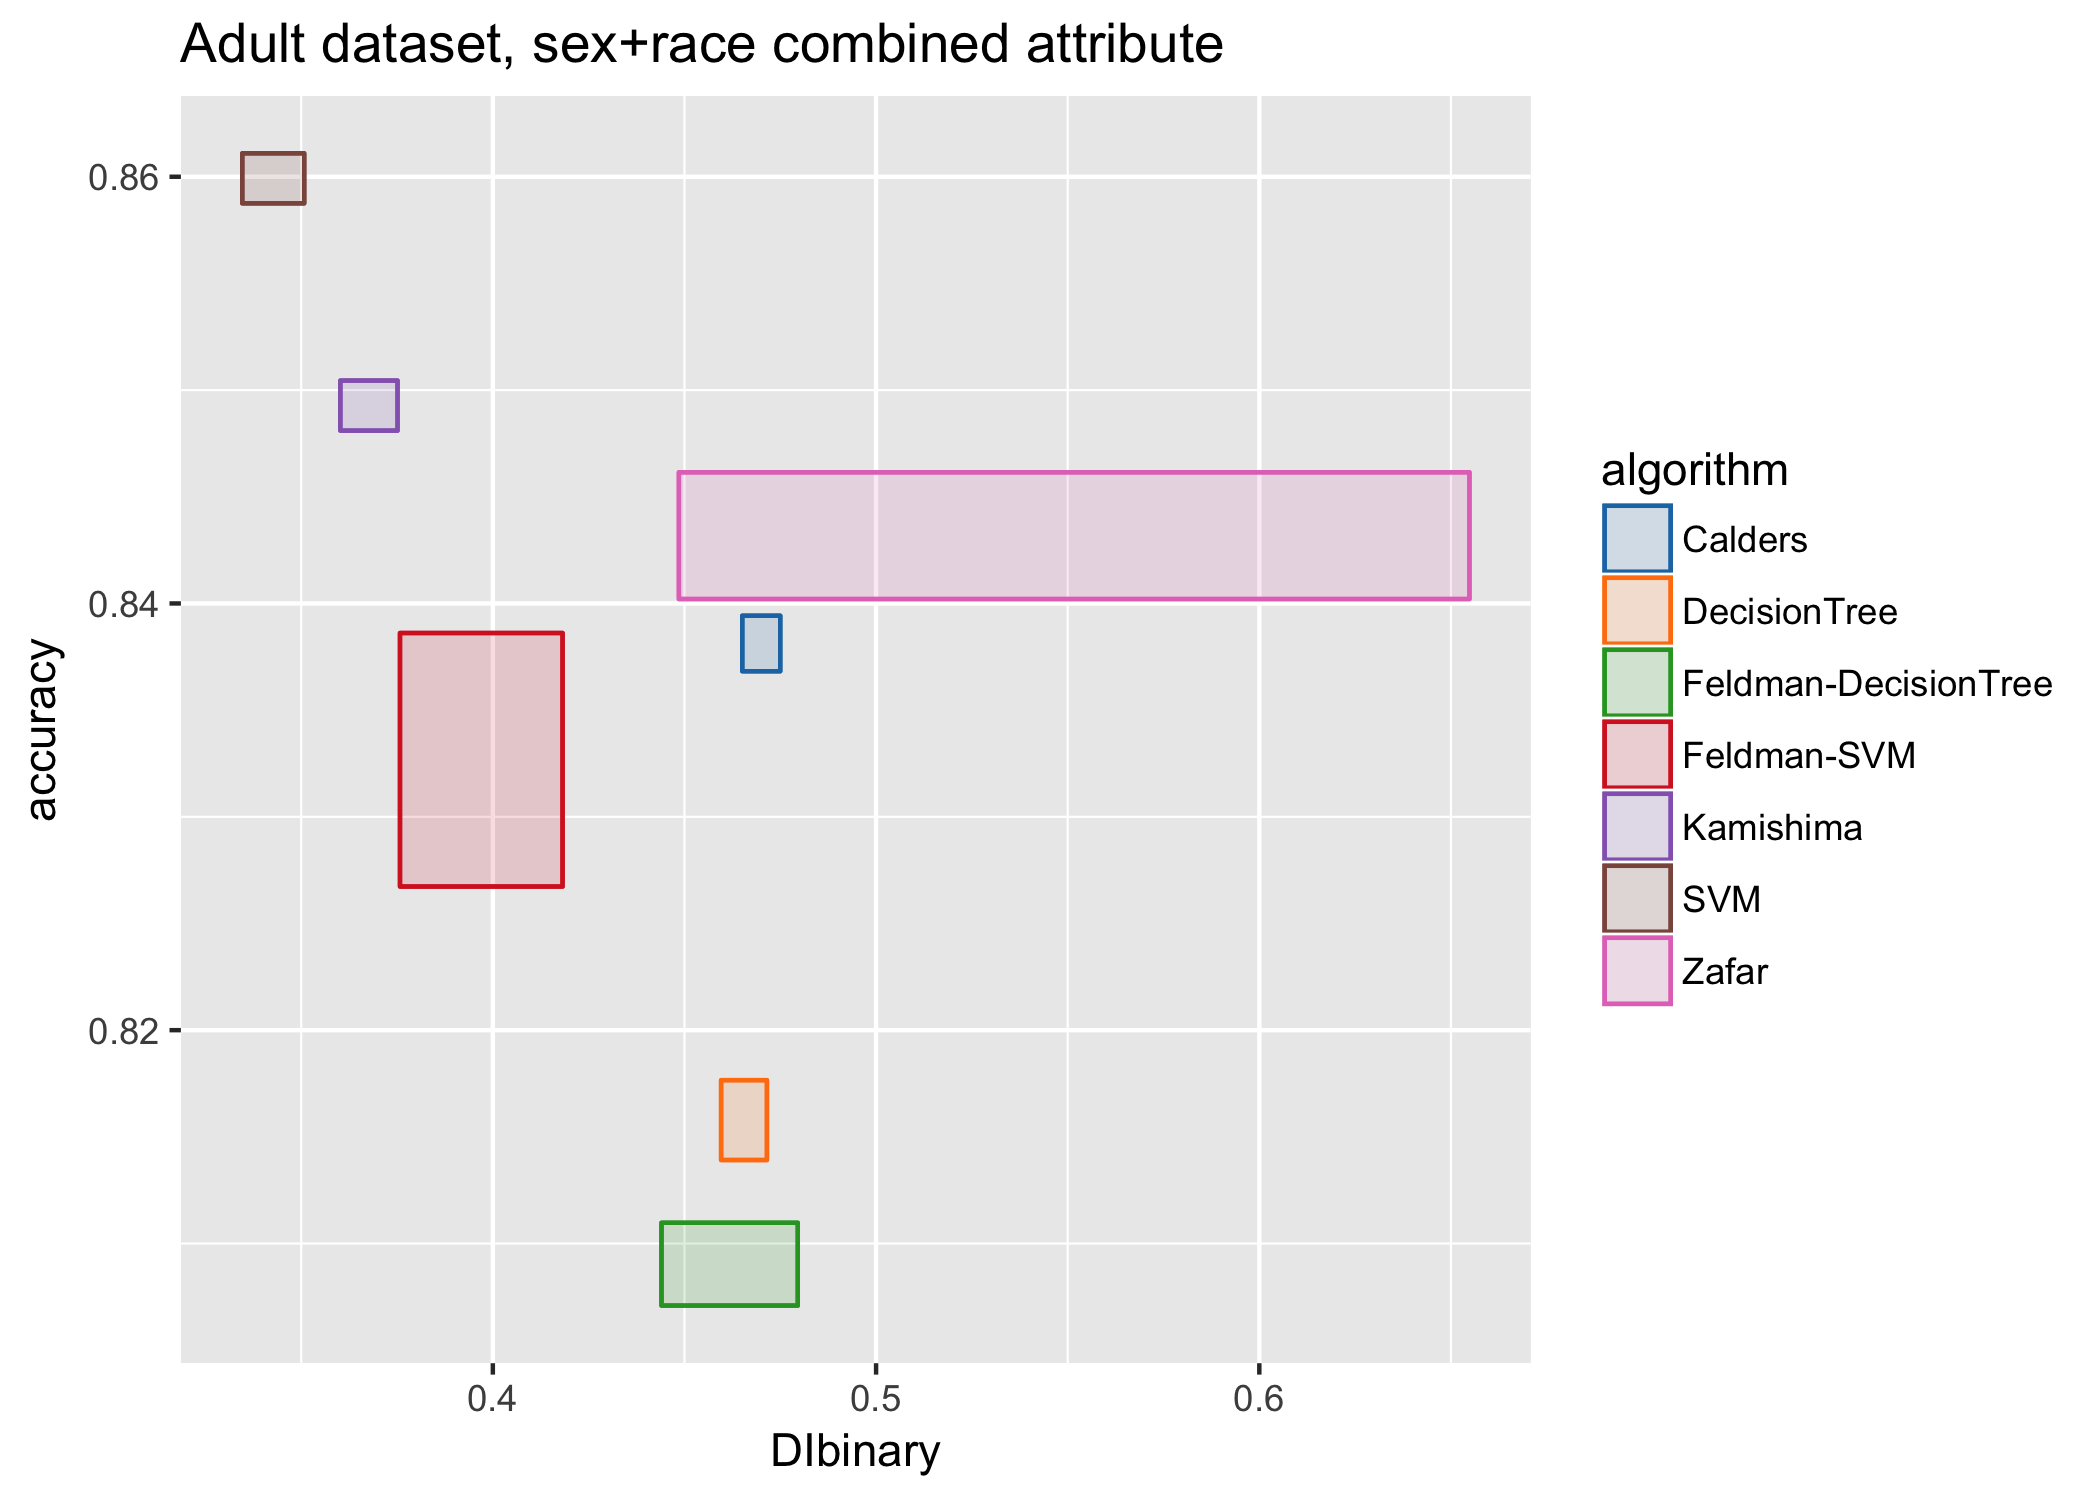 Adult dataset, sex+race combined attribute
accuracy
0.86
0.84
0.82
0.4
0.5
0.6
DIbinary
algorithm
Calders
DecisionTree
Feldman-DecisionTree
Feldman-SVM
Kamishima
SVM
Zafar